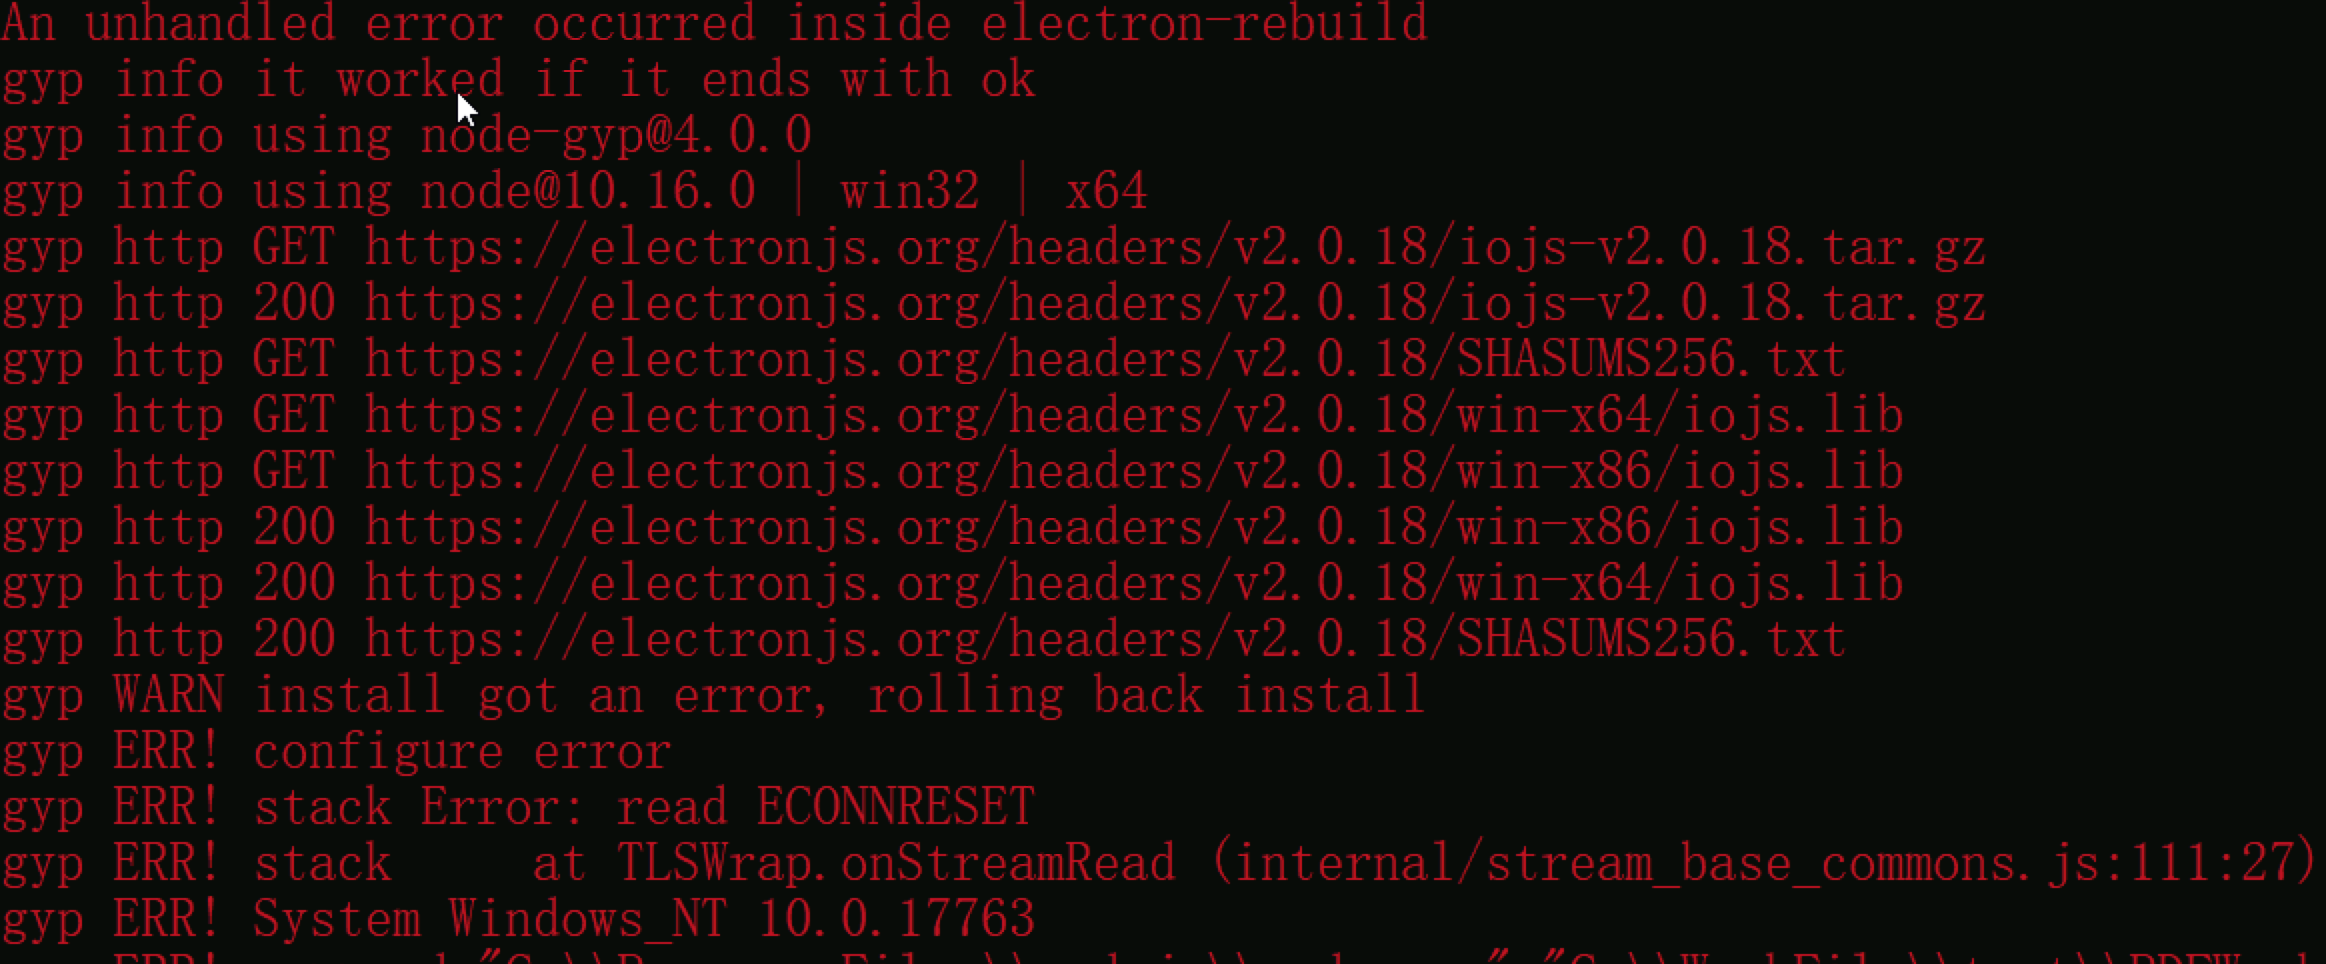 An unhandled error occurred inside electron-rebuild
gyp info it worked if it ends with ok
gyp info using node-gyp@4.0.0
gyp info using node@10.16.0 | win32 | x64
gyp http GET https://electronjs.org/headers/v2.0.18/iojs-v2.0.18.tar.gz
gyp http 200 https://electronjs.org/headers/v2.0.18/iojs-v2.0.18.tar.gz
gyp http GET https://electronjs.org/headers/v2.0.18/SHASUMS256.txt
gyp http GET https://electronjs.org/headers/v2.0.18/win-x64/iojs.lib
gyp http GET https://electronjs.org/headers/v2.0.18/win-x86/iojs.lib
gyp http 200 https://electronjs.org/headers/v2.0.18/win-x86/iojs.lib
gyp http 200 https://electronjs.org/headers/v2.0.18/win-x64/iojs.lib
gyp http 200 https://electronjs.org/headers/v2.0.18/SHASUMS256.txt
gyp WARN install got an error, rolling back install
gyp ERR! configure error
gyp ERR! stack Error: read ECONNRESET
gyp ERR! stack     at TLSWrap.onStreamRead (internal/stream_base_commons.js:111:27)
gyp ERR! System Windows_NT 10.0.17763